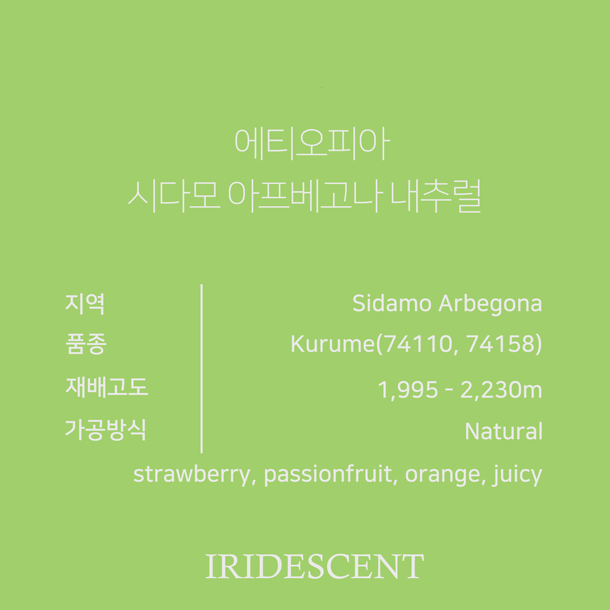 에티오피아
시다모 아프베고나 내추럴
지역 Sidamo Arbegona
품종 Kurume(74110, 74158)
재배고도 1,995 - 2,230m
가공방식 Natural
strawberry, passionfruit, orange, juicy
IRIDESCENT